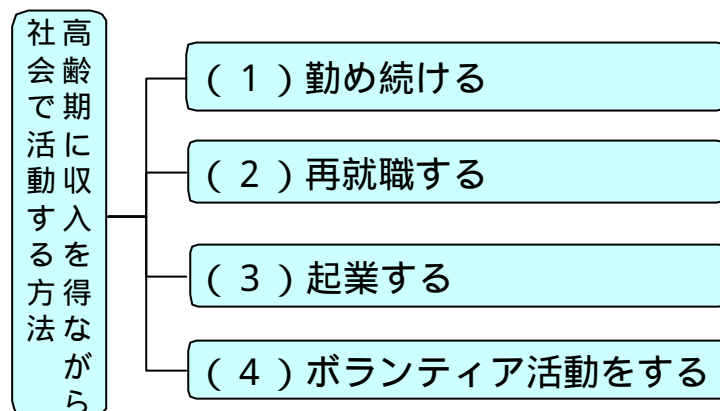 高齢期に収入を得ながら
社会で活動する方法
(1)勤め続ける
(2)再就職する
(3)起業する
(4)ボランティア活動をする